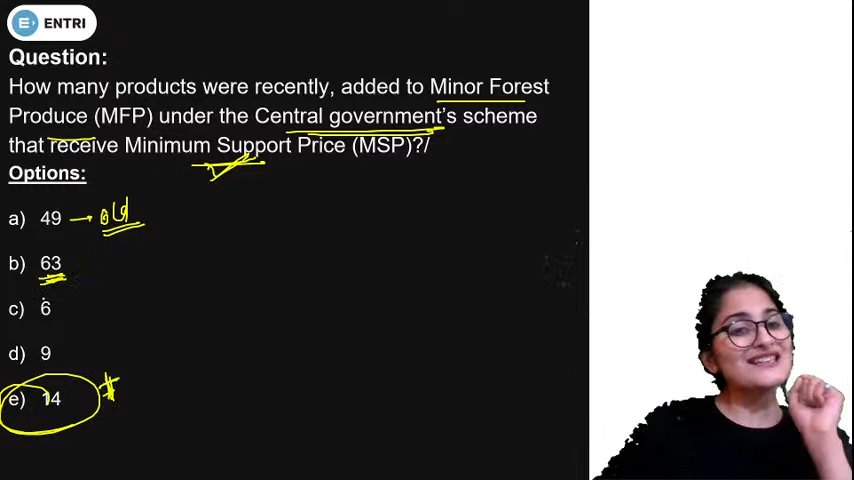 ENTRI
Question:
How many products were recently, added to Minor Forest
Produce (MFP) under the Central government's scheme
that receive Minimum Support Price (MSP)?/
Options:
a) 49 → old
b) 63
c) 6
d) 9
e) 14 *